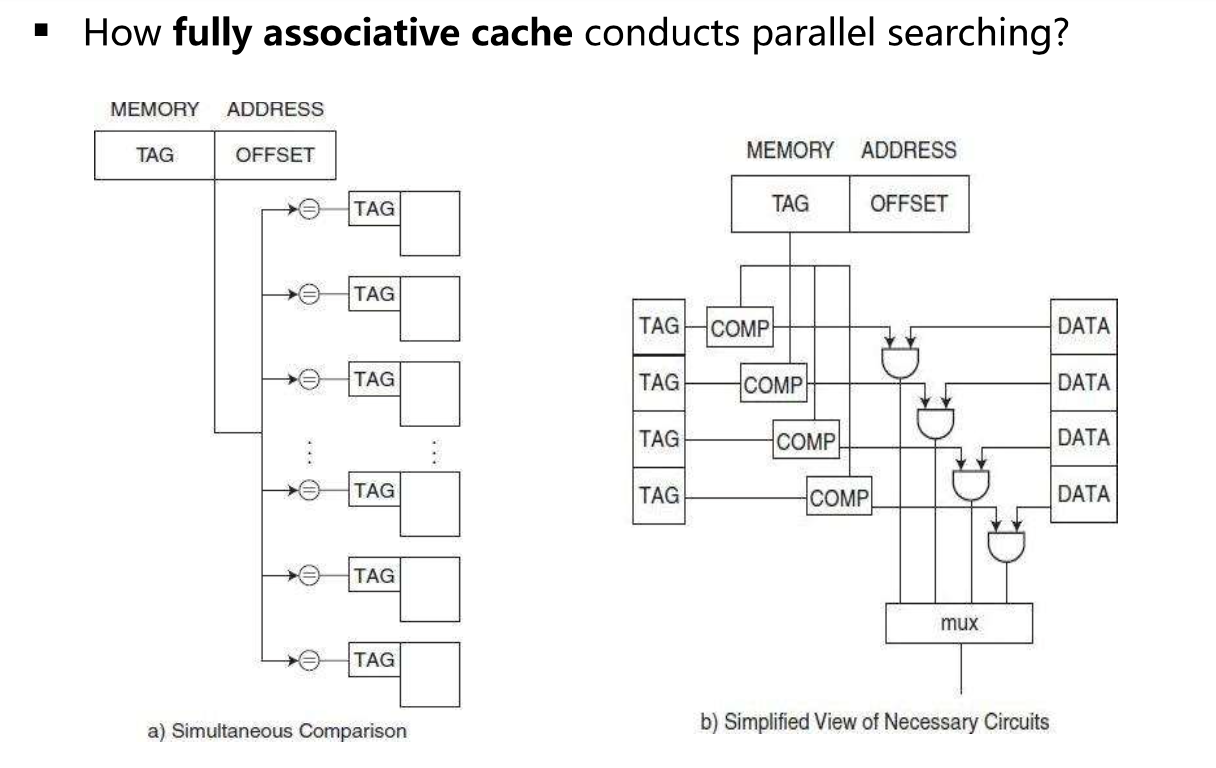 ▪ How fully associative cache conducts parallel searching?
MEMORY ADDRESS
TAG OFFSET
TAG
TAG
TAG
TAG
TAG
TAG
a) Simultaneous Comparison
MEMORY ADDRESS
TAG OFFSET
TAG COMP DATA
TAG COMP DATA
TAG COMP DATA
TAG COMP DATA
mux
b) Simplified View of Necessary Circuits